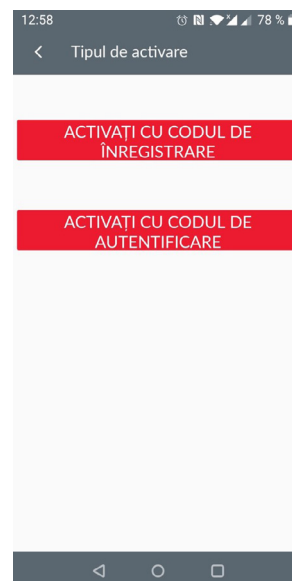 12:58 78 %
Tipul de activare
ACTIVAȚI CU CODUL DE
ÎNREGISTRARE
ACTIVAȚI CU CODUL DE
AUTENTIFICARE